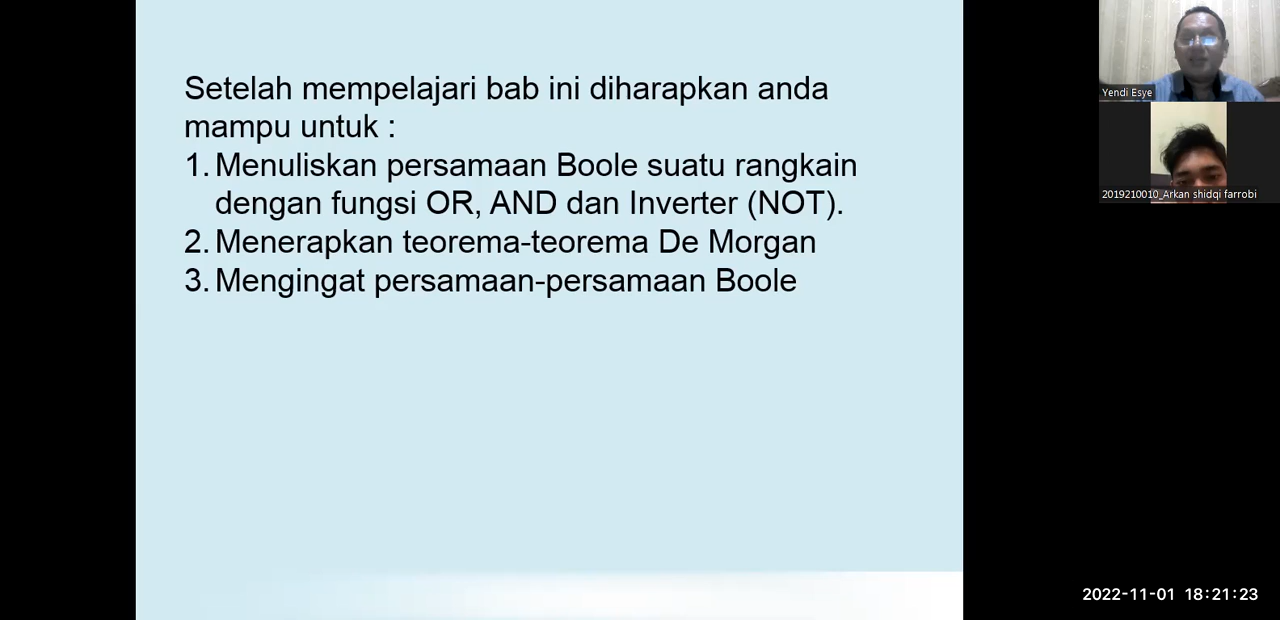 Setelah mempelajari bab ini diharapkan anda
mampu untuk :
1. Menuliskan persamaan Boole suatu rangkain
dengan fungsi OR, AND dan Inverter (NOT).
2. Menerapkan teorema-teorema De Morgan
3. Mengingat persamaan-persamaan Boole
Yendi Esye
2019210010_Arkan shidqi farrobi
2022-11-01 18:21:23